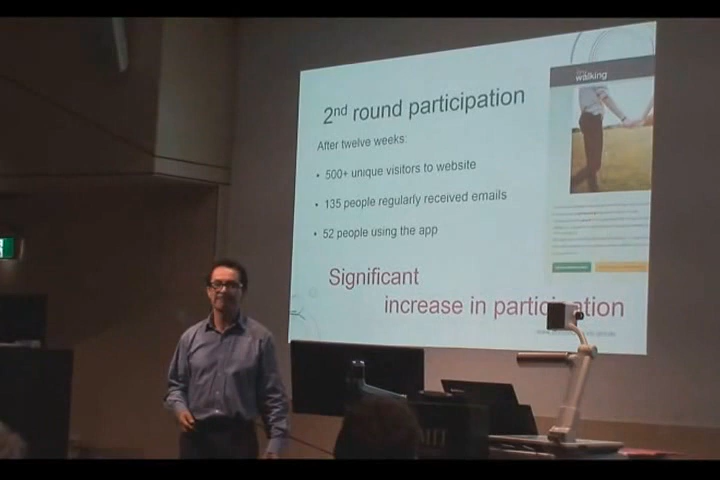 walking
2nd round participation
After twelve weeks:
• 500+ unique visitors to website
• 135 people regularly received emails
• 52 people using the app
Significant
increase in participation